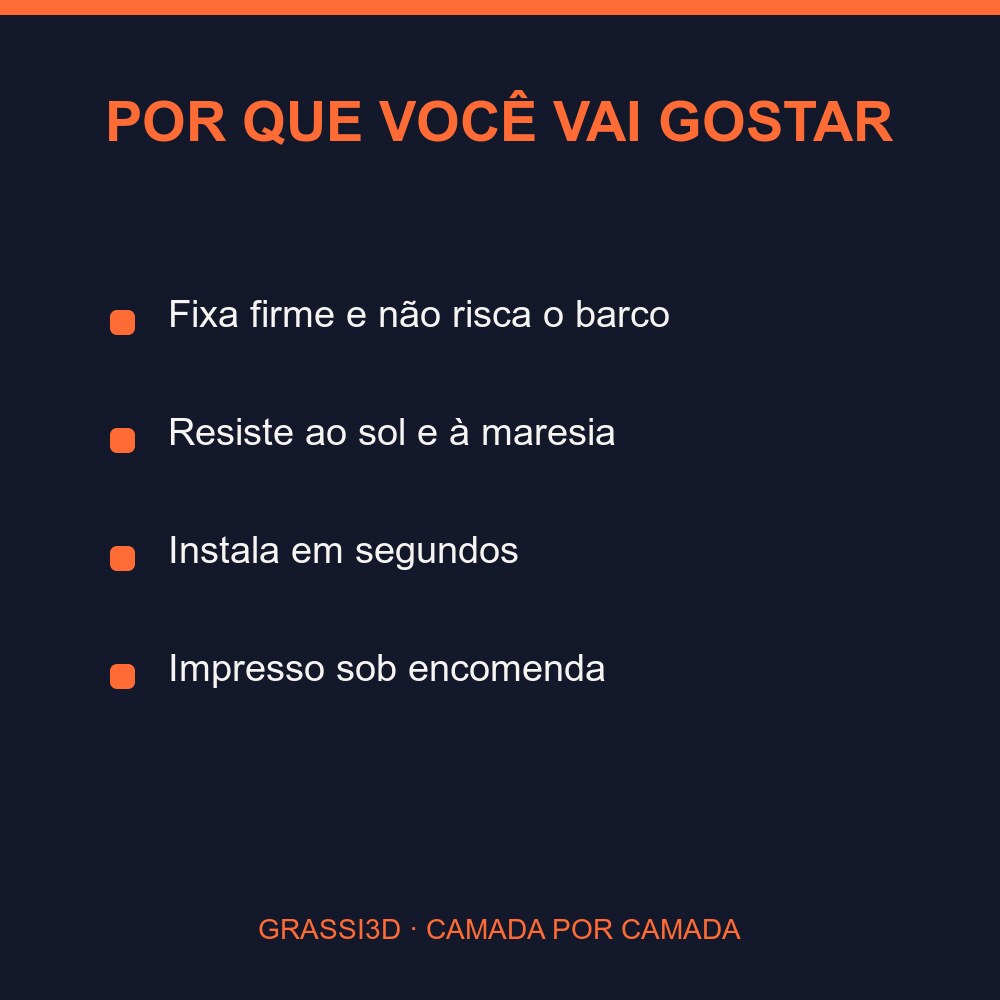 POR QUE VOCÊ VAI GOSTAR
Fixa firme e não risca o barco
Resiste ao sol e à maresia
Instala em segundos
Impresso sob encomenda
GRASSI3D · CAMADA POR CAMADA